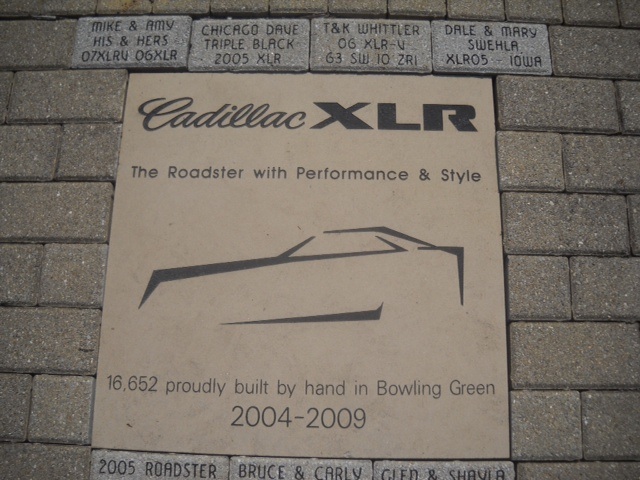 MIKE & AMY
HIS & HERS
07XLRV 06XLR
CHICAGO DAVE
TRIPLE BLACK
2005 XLR
T&K WHITTLER
06 XLR-V
63 SW 10 ZR1
DALE & MARY
SWEHLA
XLR05 - IOWA
Cadillac XLR
The Roadster with Performance & Style
16,652 proudly built by hand in Bowling Green
2004-2009
2005 ROADSTER
BRUCE & CARLY
GLEN & SHAYLA